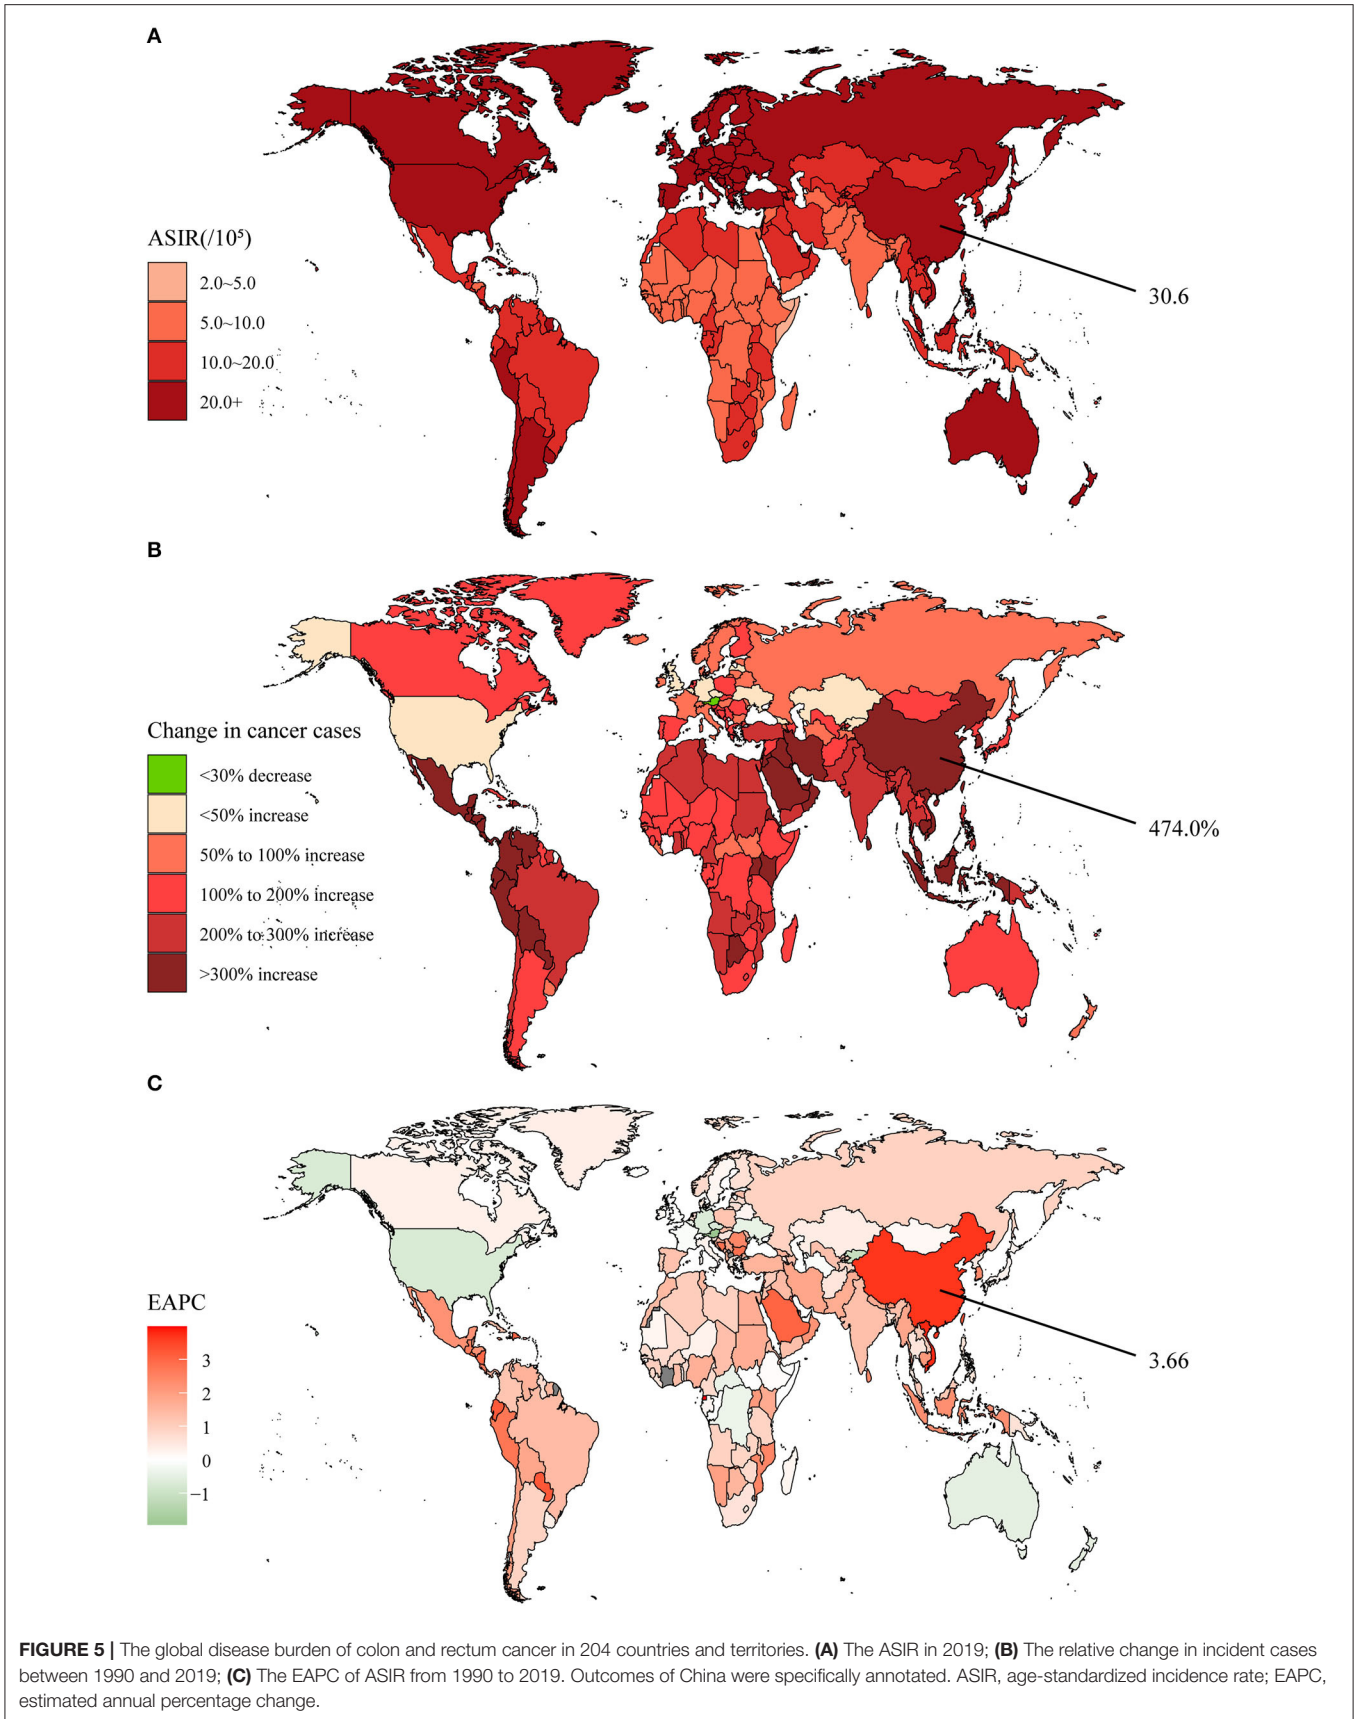 A
ASIR(/10⁵)
2.0~5.0
5.0~10.0
10.0~20.0
20.0+
30.6
B
Change in cancer cases
<30% decrease
<50% increase
50% to 100% increase
100% to 200% increase
200% to 300% increase
>300% increase
474.0%
C
EAPC
3
2
1
0
−1
3.66
FIGURE 5 | The global disease burden of colon and rectum cancer in 204 countries and territories. (A) The ASIR in 2019; (B) The relative change in incident cases
between 1990 and 2019; (C) The EAPC of ASIR from 1990 to 2019. Outcomes of China were specifically annotated. ASIR, age-standardized incidence rate; EAPC,
estimated annual percentage change.